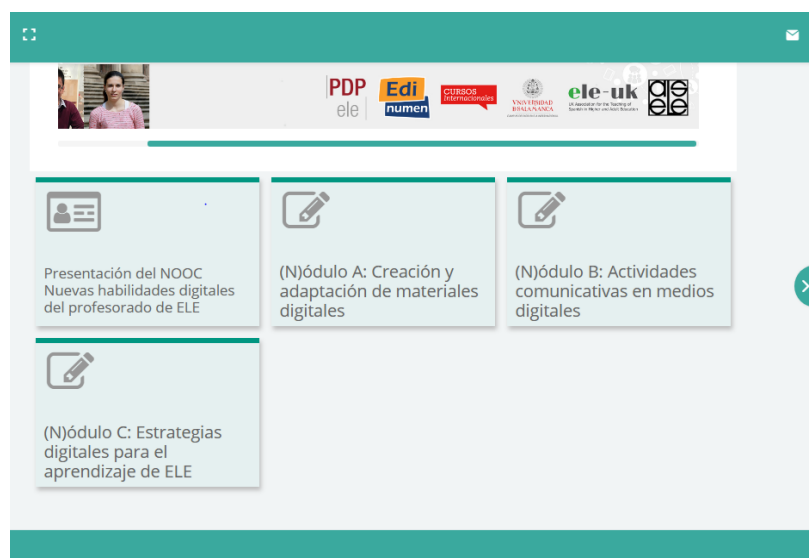 PDP
ele
Edi
numen
CURSOS
Internacionales
VNiVERSiDAD
D SALAMANCA
ele-uk
UK Association for the Teaching of
Spanish in Higher and Adult Education
Presentación del NOOC
Nuevas habilidades digitales
del profesorado de ELE
(N)ódulo A: Creación y
adaptación de materiales
digitales
(N)ódulo B: Actividades
comunicativas en medios
digitales
(N)ódulo C: Estrategias
digitales para el
aprendizaje de ELE